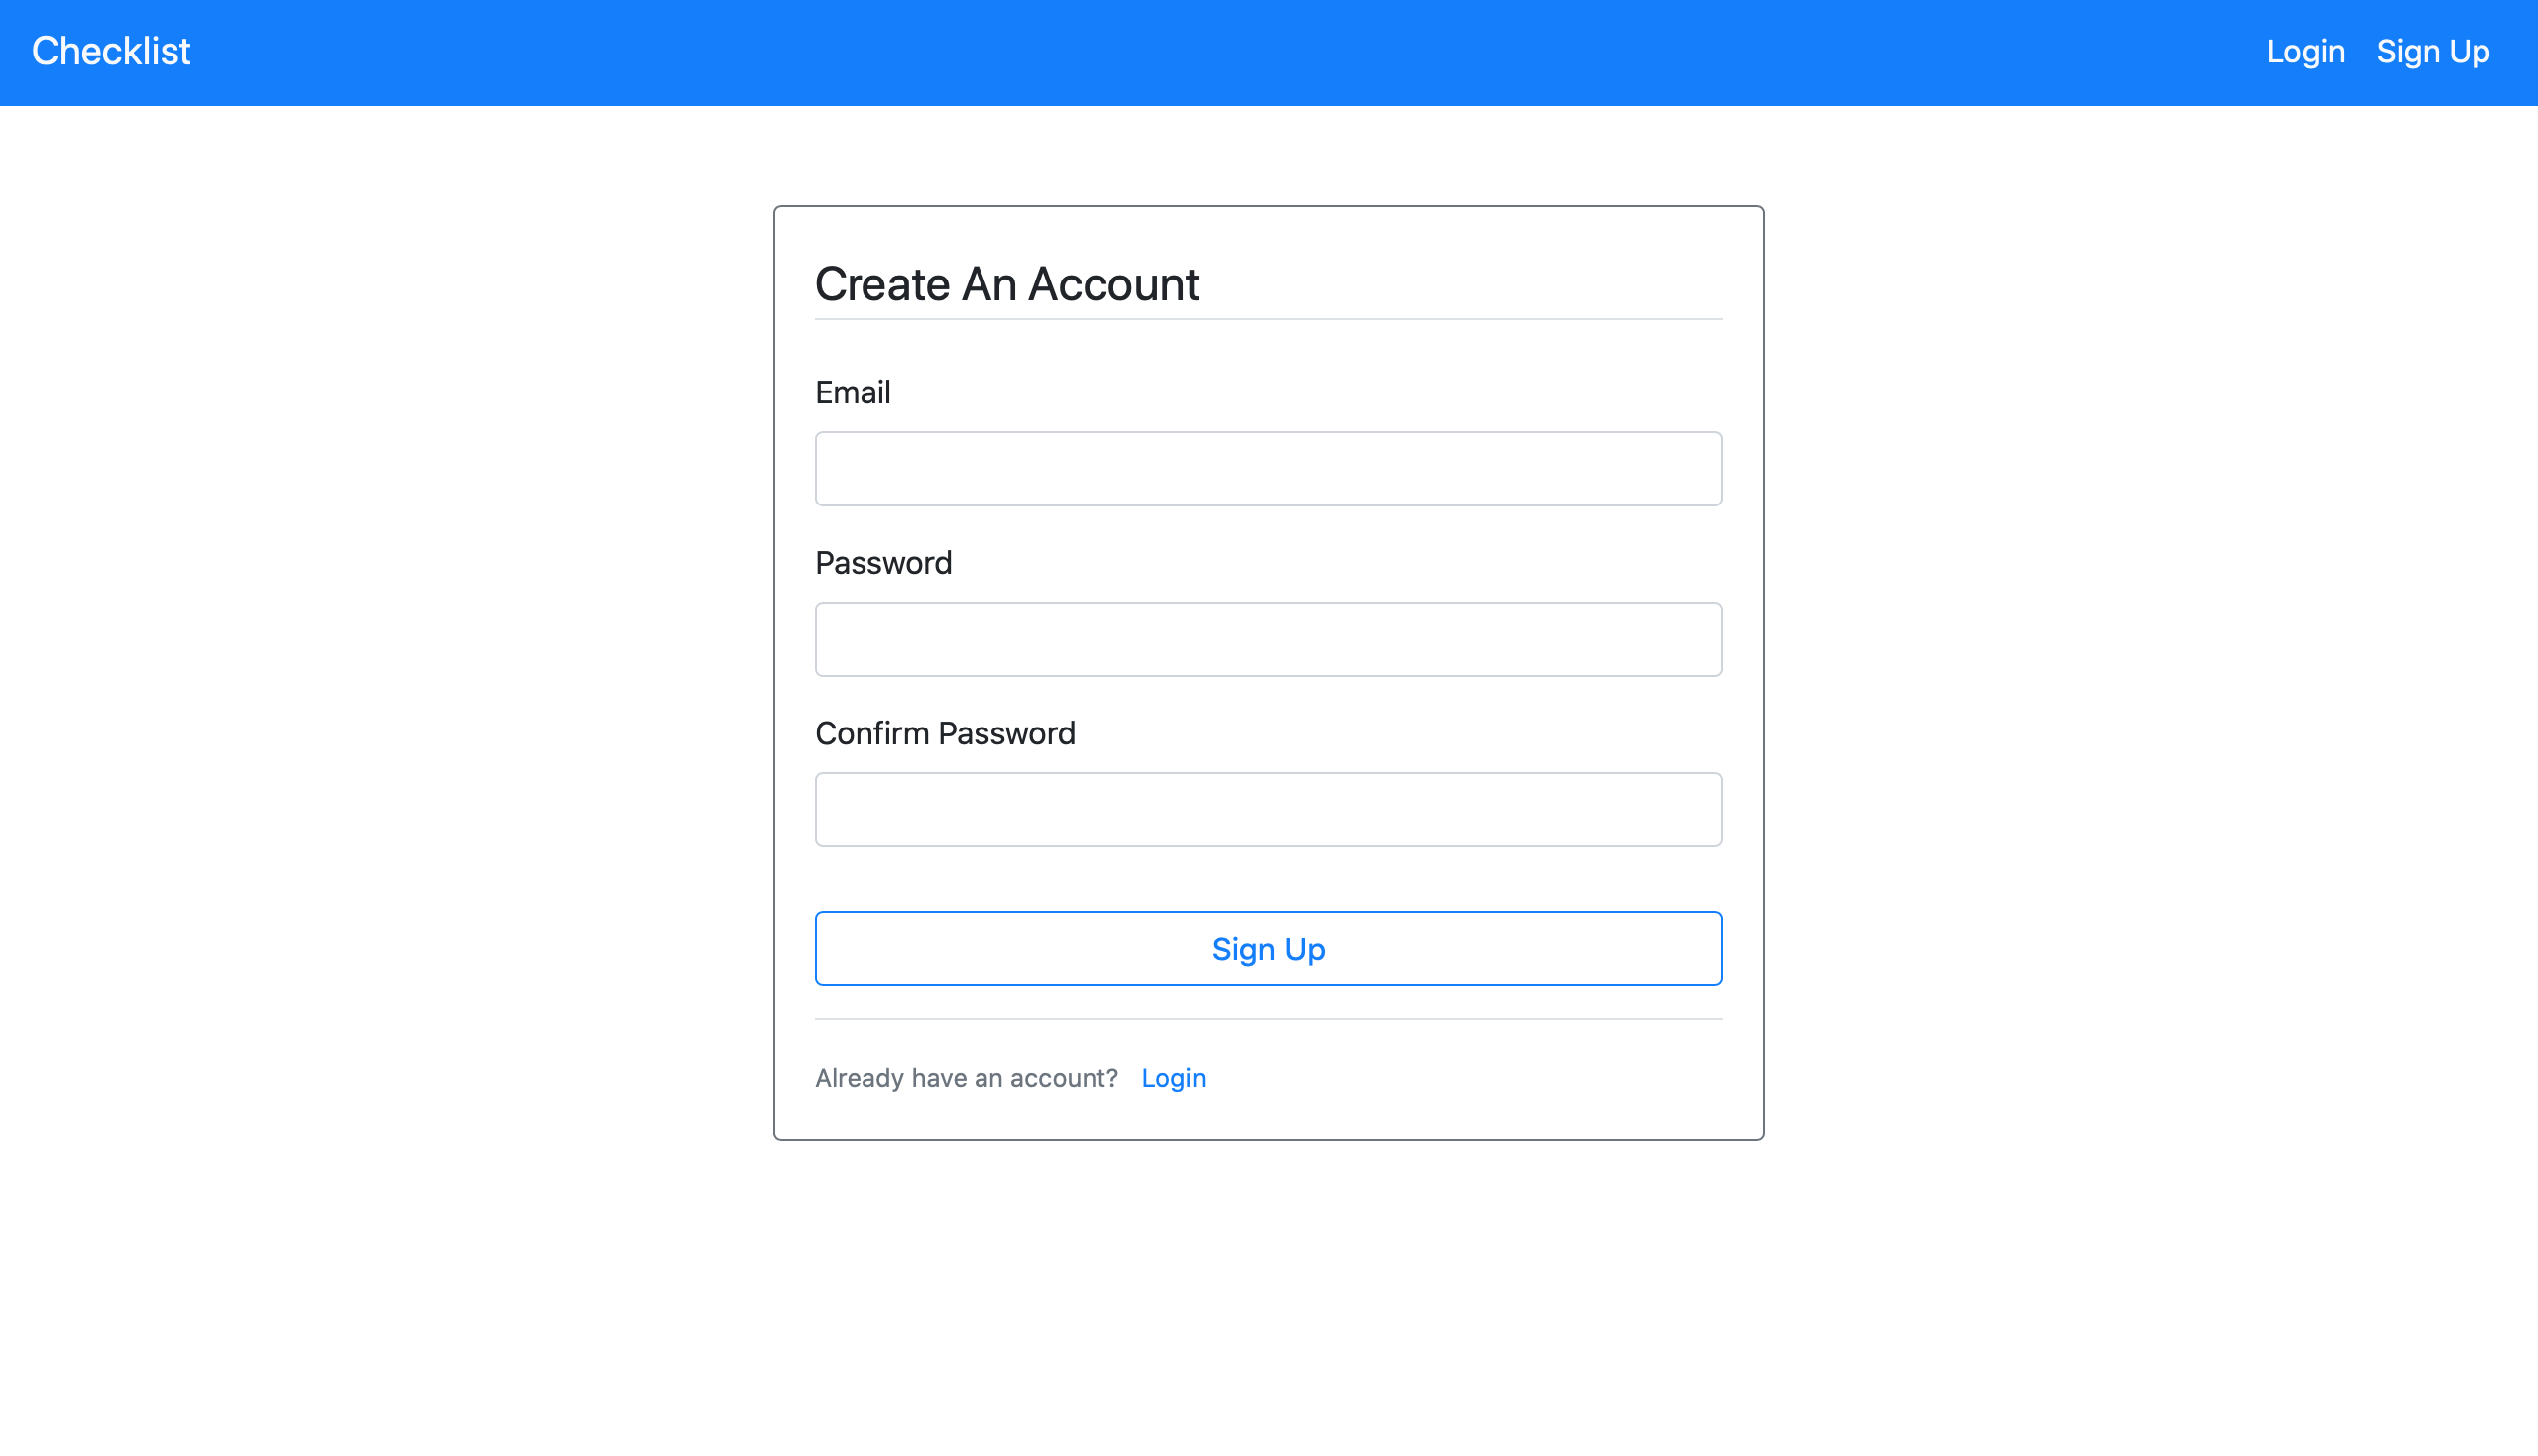 Checklist
Login Sign Up
Create An Account
Email
Password
Confirm Password
Sign Up
Already have an account? Login